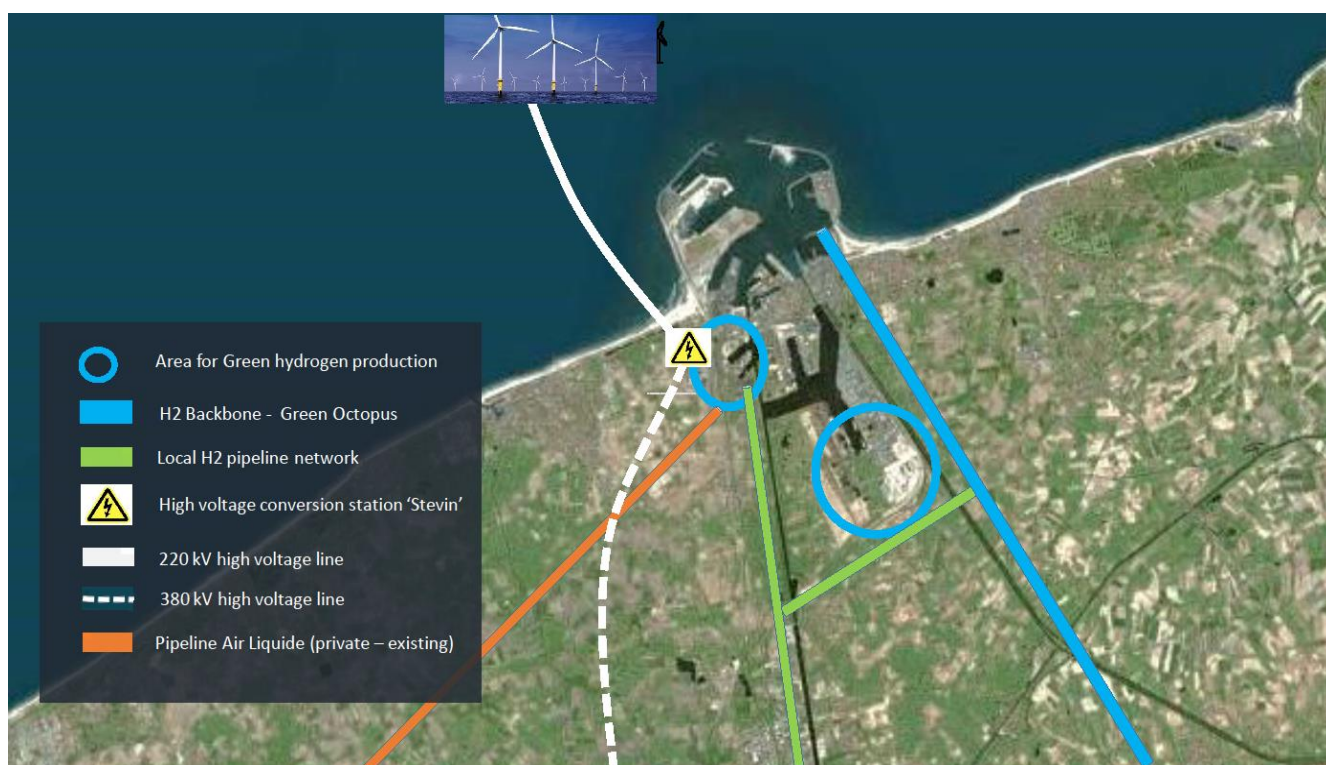 Area for Green hydrogen production
H2 Backbone - Green Octopus
Local H2 pipeline network
High voltage conversion station ‘Stevin’
220 kV high voltage line
380 kV high voltage line
Pipeline Air Liquide (private – existing)